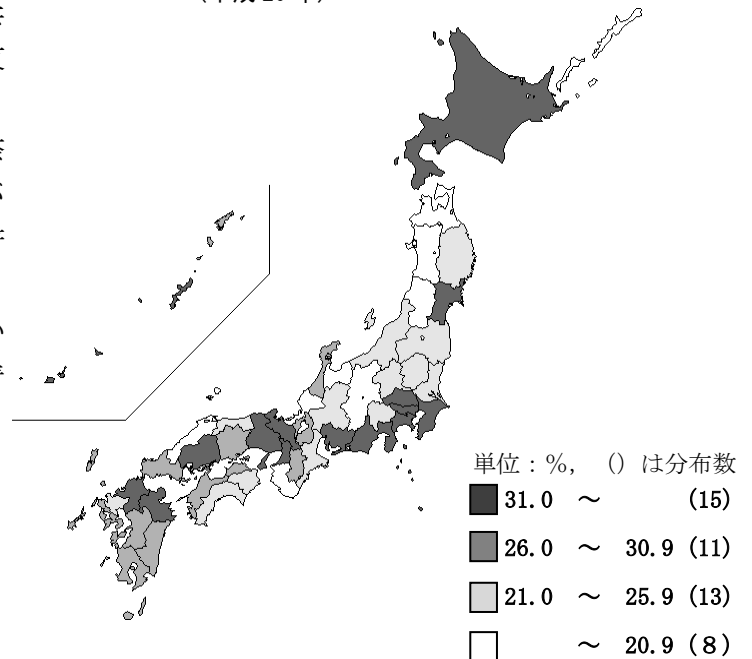 単位：%，　（）は分布数
31.0　～　　　　(15)
26.0　～　30.9 (11)
21.0　～　25.9 (13)
～　20.9 (8)